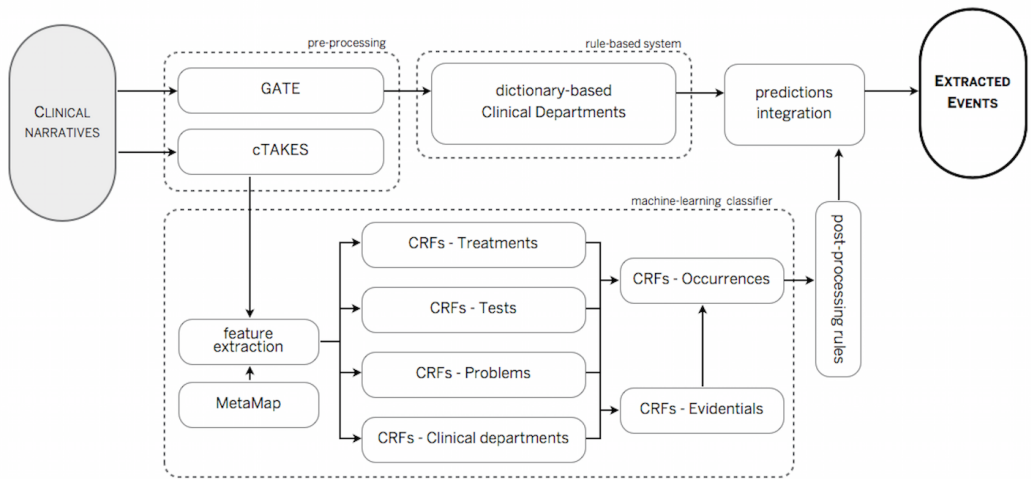 pre-processing
rule-based system
CLINICAL
NARRATIVES
GATE
cTAKES
dictionary-based
Clinical Departments
predictions
integration
EXTRACTED
EVENTS
machine-learning classifier
CRFs - Treatments
CRFs - Tests
CRFs - Problems
CRFs - Clinical departments
feature
extraction
MetaMap
CRFs - Occurrences
CRFs - Evidentials
post-processing rules